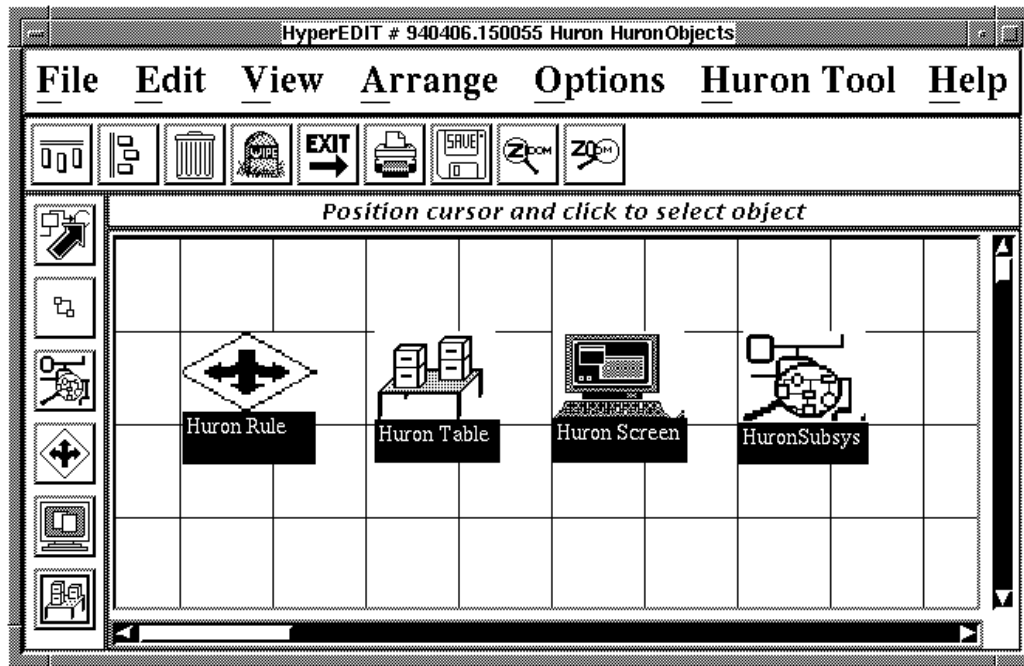 HyperEDIT # 940406.150055 Huron HuronObjects
File Edit View Arrange Options Huron Tool Help
WIPE EXIT SAVE ZOOM ZOOM
Position cursor and click to select object
Huron Rule Huron Table Huron Screen HuronSubsys